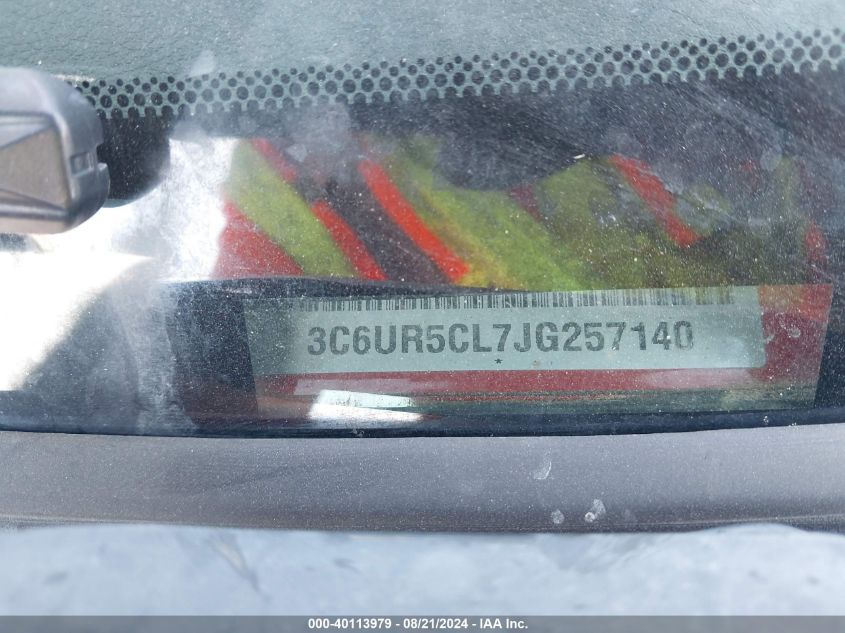 3C6UR5CL7JG257140
*
000-40113979 - 08/21/2024 - IAA Inc.